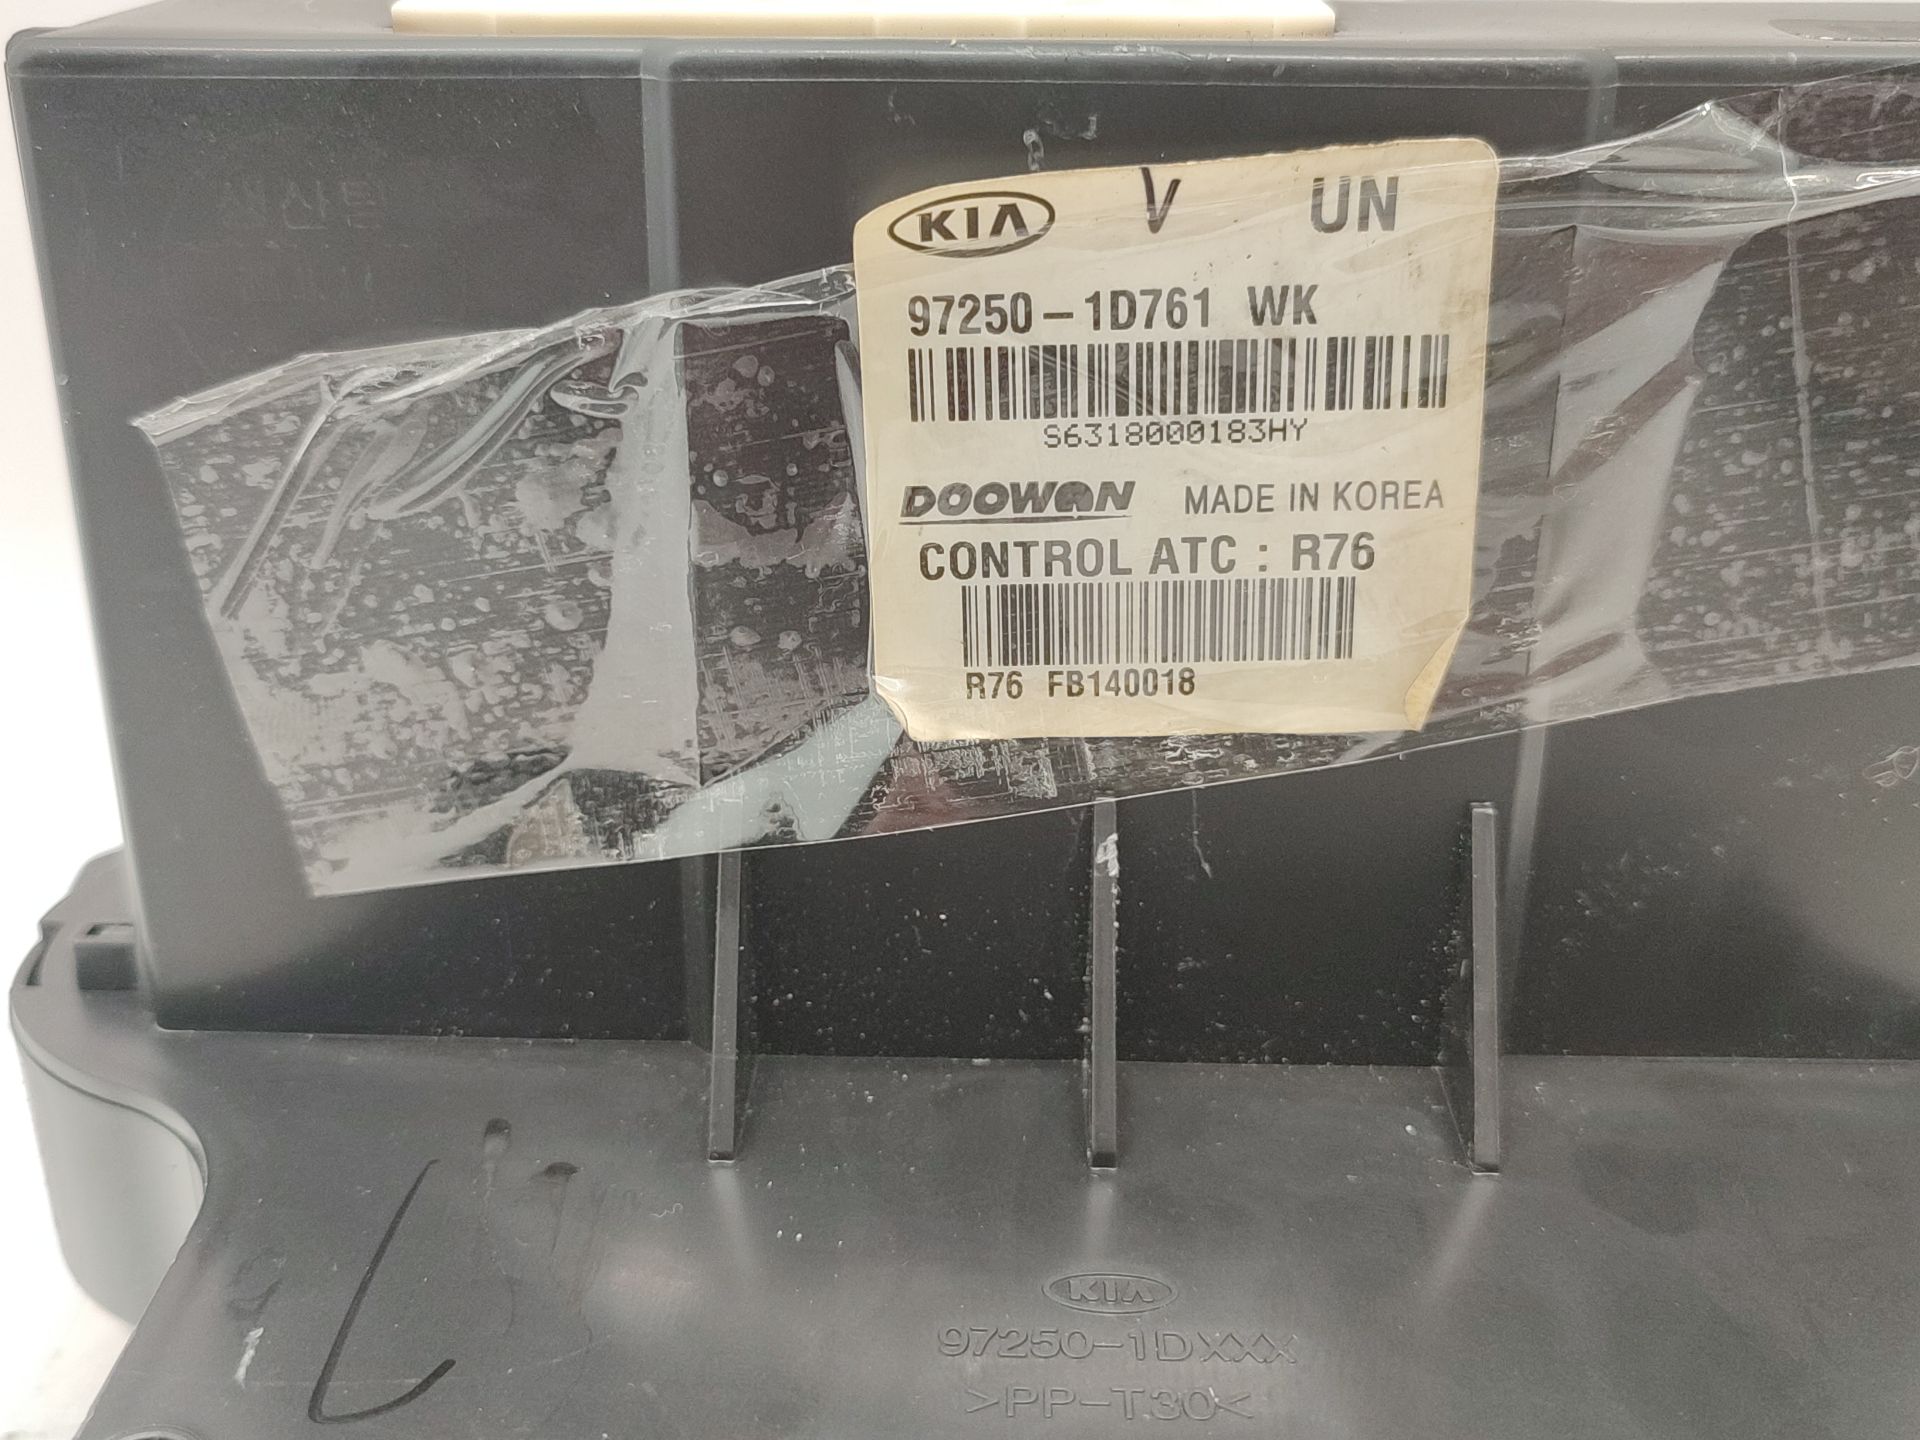 KIA V UN
97250-1D761 WK
S6318000183HY
DOOWON MADE IN KOREA
CONTROL ATC : R76
R76 FB140018
KIA
97250-1DXXX
>PP-T30<